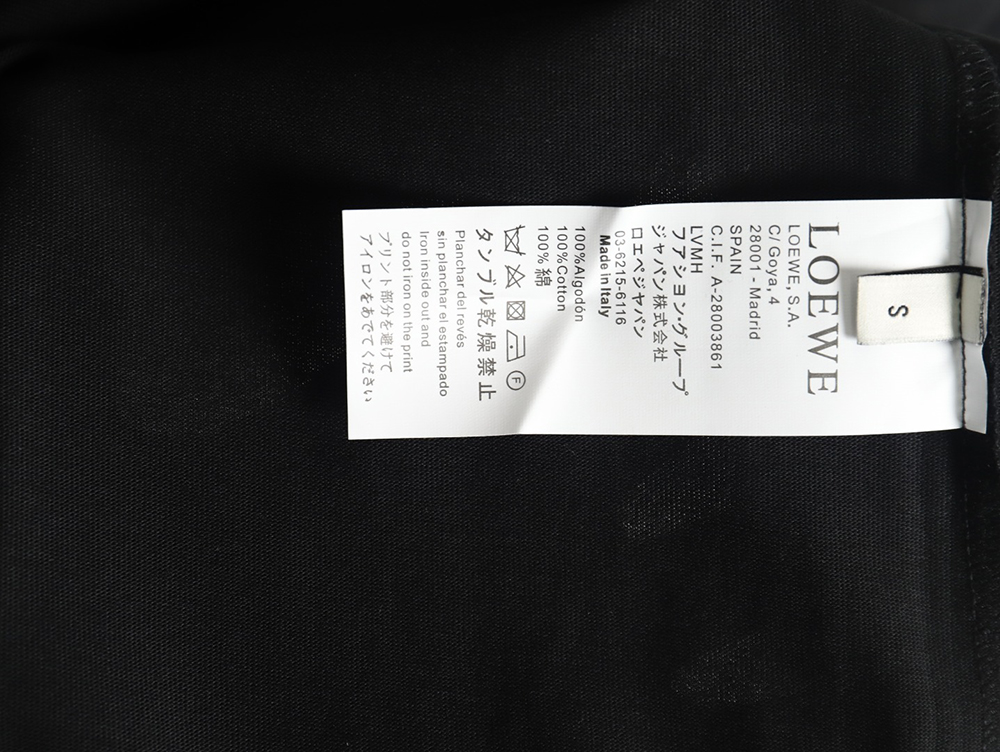 LOEWE
LOEWE, S.A.
C/ Goya, 4
28001 - Madrid
SPAIN
C.I.F. A-28003861
LVMH
フアシヨン·グループ
ジャパン株式会社
ロエベジャパン
03-6215-6116
Made in Italy
100%Algodón
100%Cotton
100% 綿
F
タンブル乾燥禁止
Planchar del revés
sin planchar el estampado
Iron inside out and
do not iron on the print
プリント部分を避けて
アイロンをあでてください
S